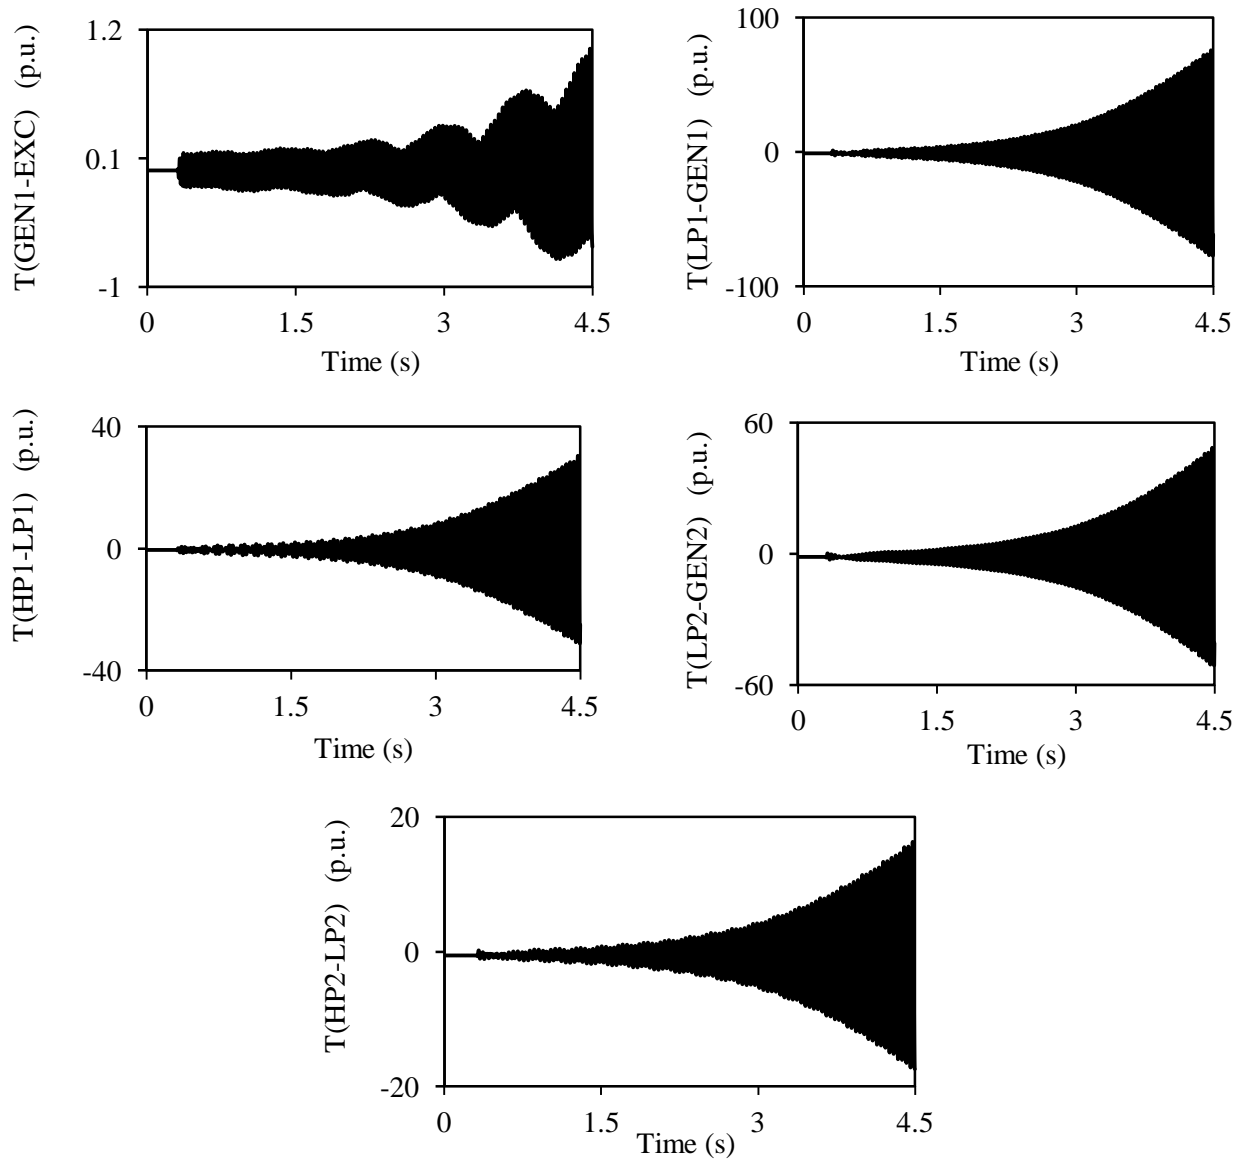 T(GEN1-EXC) (p.u.)
1.2
0.1
-1
0 1.5 3 4.5
Time (s)
T(LP1-GEN1) (p.u.)
100
0
-100
0 1.5 3 4.5
Time (s)
T(HP1-LP1) (p.u.)
40
0
-40
0 1.5 3 4.5
Time (s)
T(LP2-GEN2) (p.u.)
60
0
-60
0 1.5 3 4.5
Time (s)
T(HP2-LP2) (p.u.)
20
0
-20
0 1.5 3 4.5
Time (s)